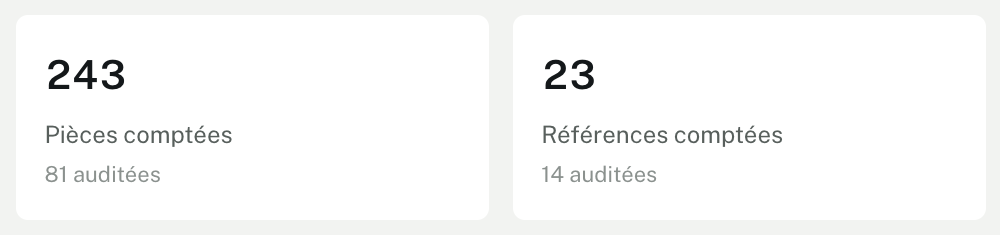 243
Pièces comptées
81 auditées
23
Références comptées
14 auditées